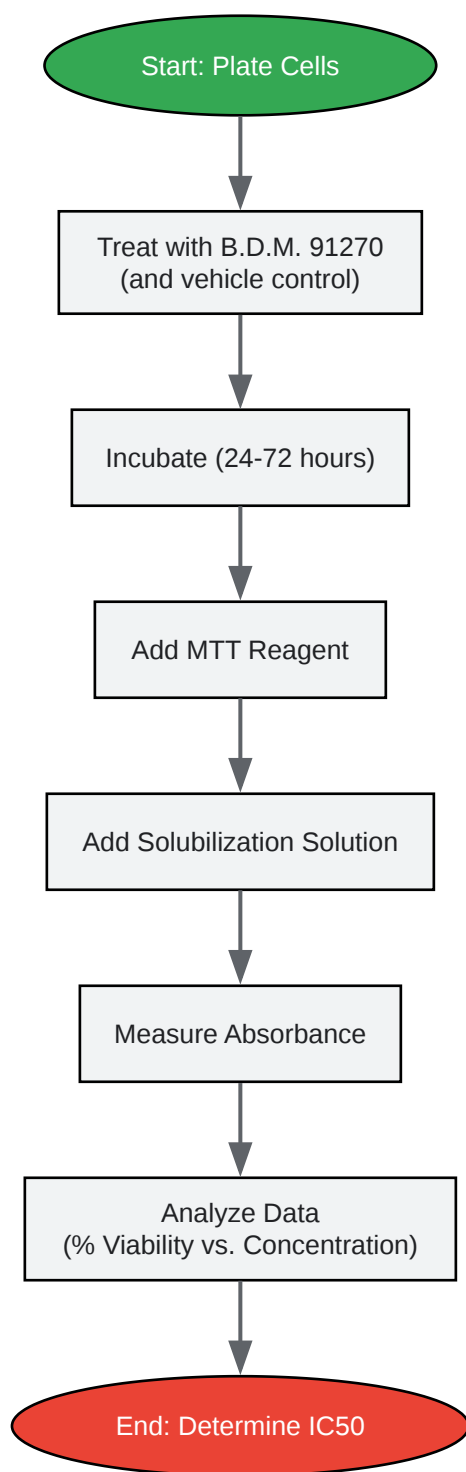 Start: Plate Cells
Treat with B.D.M. 91270
(and vehicle control)
Incubate (24-72 hours)
Add MTT Reagent
Add Solubilization Solution
Measure Absorbance
Analyze Data
(% Viability vs. Concentration)
End: Determine IC50